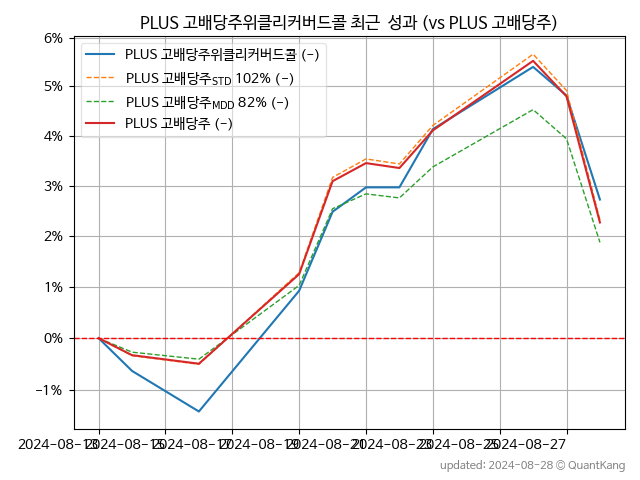 PLUS 고배당주위클리커버드콜 최근 성과 (vs PLUS 고배당주)
PLUS 고배당주위클리커버드콜 (-)
PLUS 고배당주STD 102% (-)
PLUS 고배당주MDD 82% (-)
PLUS 고배당주 (-)
6%
5%
4%
3%
2%
1%
0%
-1%
2024-08-13 2024-08-15 2024-08-17 2024-08-19 2024-08-21 2024-08-23 2024-08-25 2024-08-27
updated: 2024-08-28 @ QuantKang